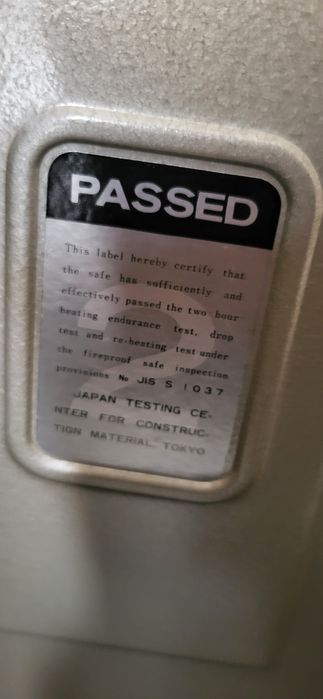 PASSED
This label hereby certify that
the safe has sufficiently and
effectively passed the two hour
heating endurance test, drop
test and re-heating test under
the fireproof safe inspection
provisions No JIS S 1037
JAPAN TESTING CE-
NTER FOR CONSTRUC-
TION MATERIAL, TOKYO
2